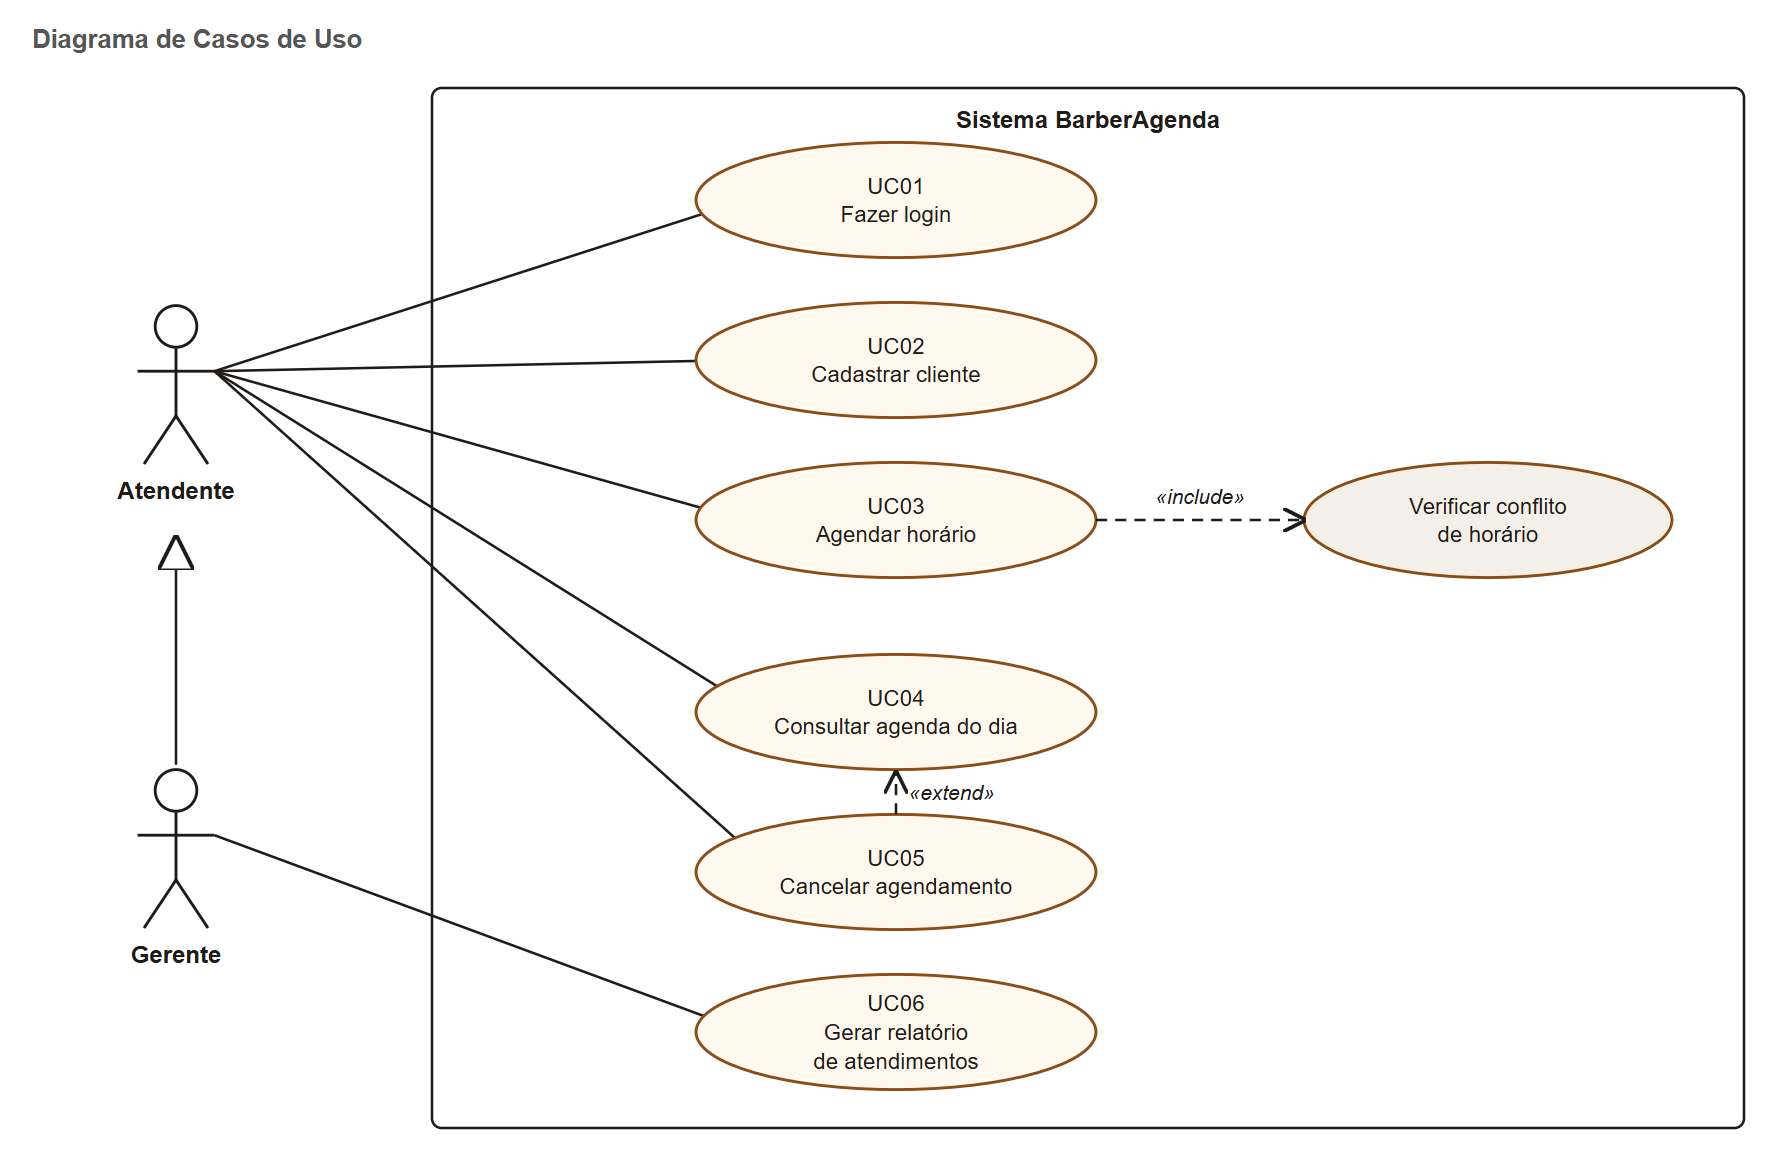 Diagrama de Casos de Uso
Sistema BarberAgenda
UC01
Fazer login
UC02
Cadastrar cliente
Atendente
UC03
Agendar horário
«include»
Verificar conflito
de horário
UC04
Consultar agenda do dia
«extend»
UC05
Cancelar agendamento
Gerente
UC06
Gerar relatório
de atendimentos